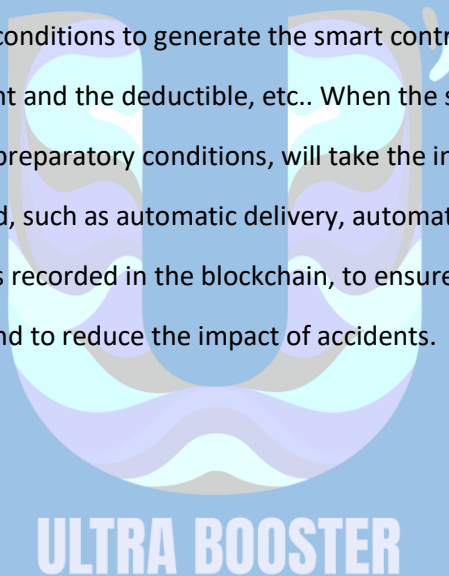 conditions to generate the smart contr
nt and the deductible, etc.. When the s
preparatory conditions, will take the in
d, such as automatic delivery, automat
s recorded in the blockchain, to ensure
nd to reduce the impact of accidents.
ULTRA BOOSTER